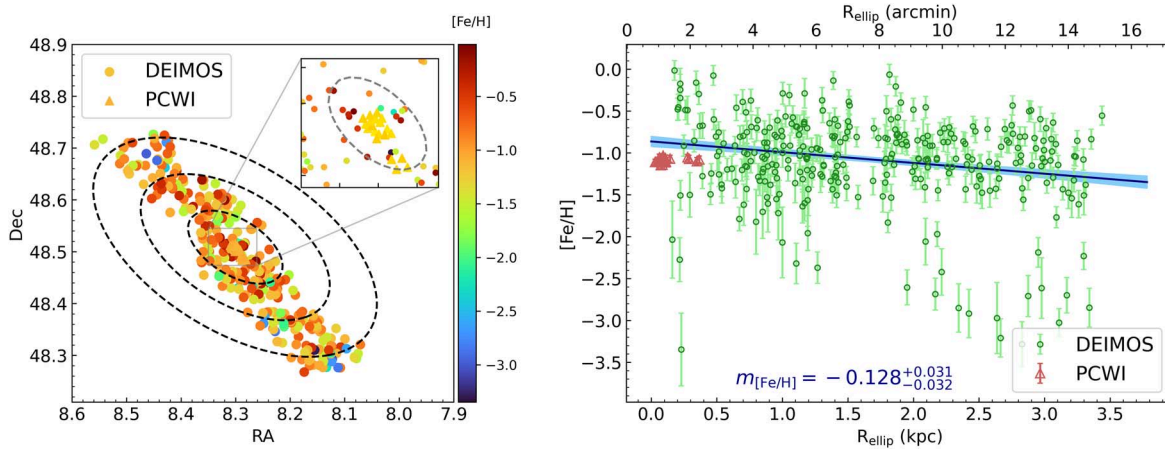 [Fe/H]
48.9
48.8
48.7
48.6
48.5
48.4
48.3
Dec
DEIMOS
PCWI
8.6 8.5 8.4 8.3 8.2 8.1 8.0 7.9
RA
−0.5
−1.0
−1.5
−2.0
−2.5
−3.0
R_ellip (arcmin)
0 2 4 6 8 10 12 14 16
0.0
−0.5
−1.0
−1.5
−2.0
−2.5
−3.0
−3.5
[Fe/H]
m_[Fe/H] = −0.128^{+0.031}_{−0.032}
DEIMOS
PCWI
0.0 0.5 1.0 1.5 2.0 2.5 3.0 3.5
R_ellip (kpc)